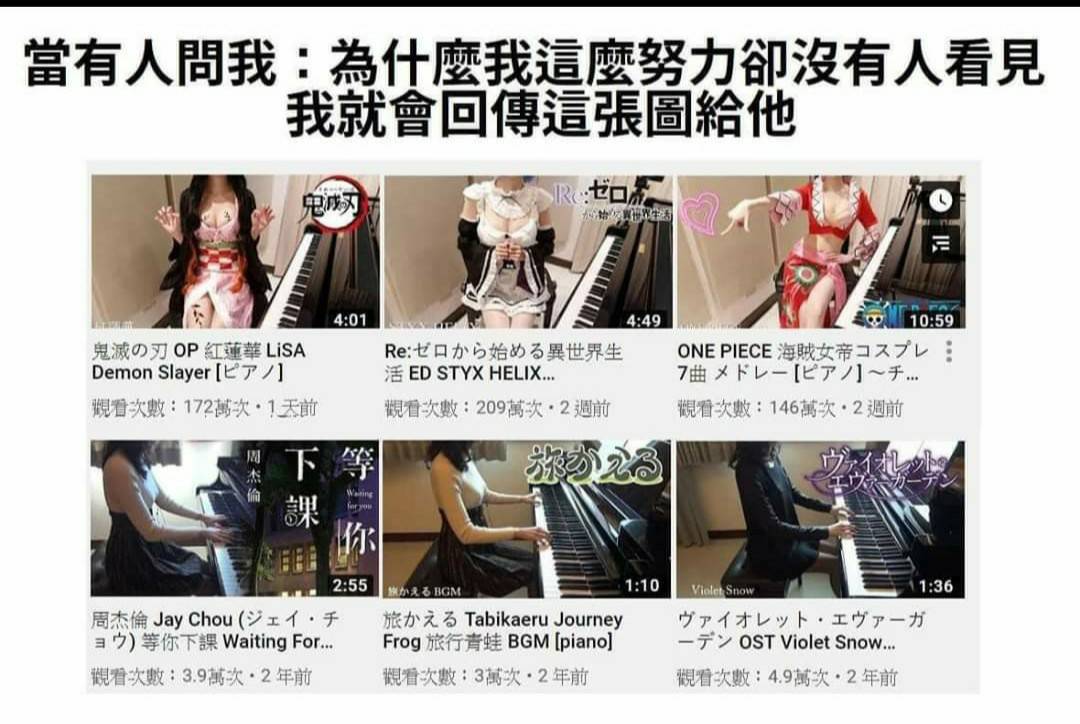 當有人問我：為什麼我這麼努力卻沒有人看見
我就會回傳這張圖給他
鬼滅刃
Re:ゼロ
から始める異世界生活
4:01
4:49
10:59
鬼滅の刃 OP 紅蓮華 LiSA
Demon Slayer [ピアノ]
觀看次數：172萬次・1 天前
Re:ゼロから始める異世界生
活 ED STYX HELIX...
觀看次數：209萬次・2 週前
ONE PIECE 海賊女帝コスプレ
7曲 メドレー [ピアノ] ～チ...
觀看次數：146萬次・2 週前
周杰倫
等你下課
Waiting
for you
2:55
旅かえる
旅かえる BGM
1:10
ヴァイオレット・
エヴァーガーデン
Violet Snow
1:36
周杰倫 Jay Chou (ジェイ・チ
ョウ) 等你下課 Waiting For...
觀看次數：3.9萬次・2 年前
旅かえる Tabikaeru Journey
Frog 旅行青蛙 BGM [piano]
觀看次數：3萬次・2 年前
ヴァイオレット・エヴァーガ
ーデン OST Violet Snow...
觀看次數：4.9萬次・2 年前